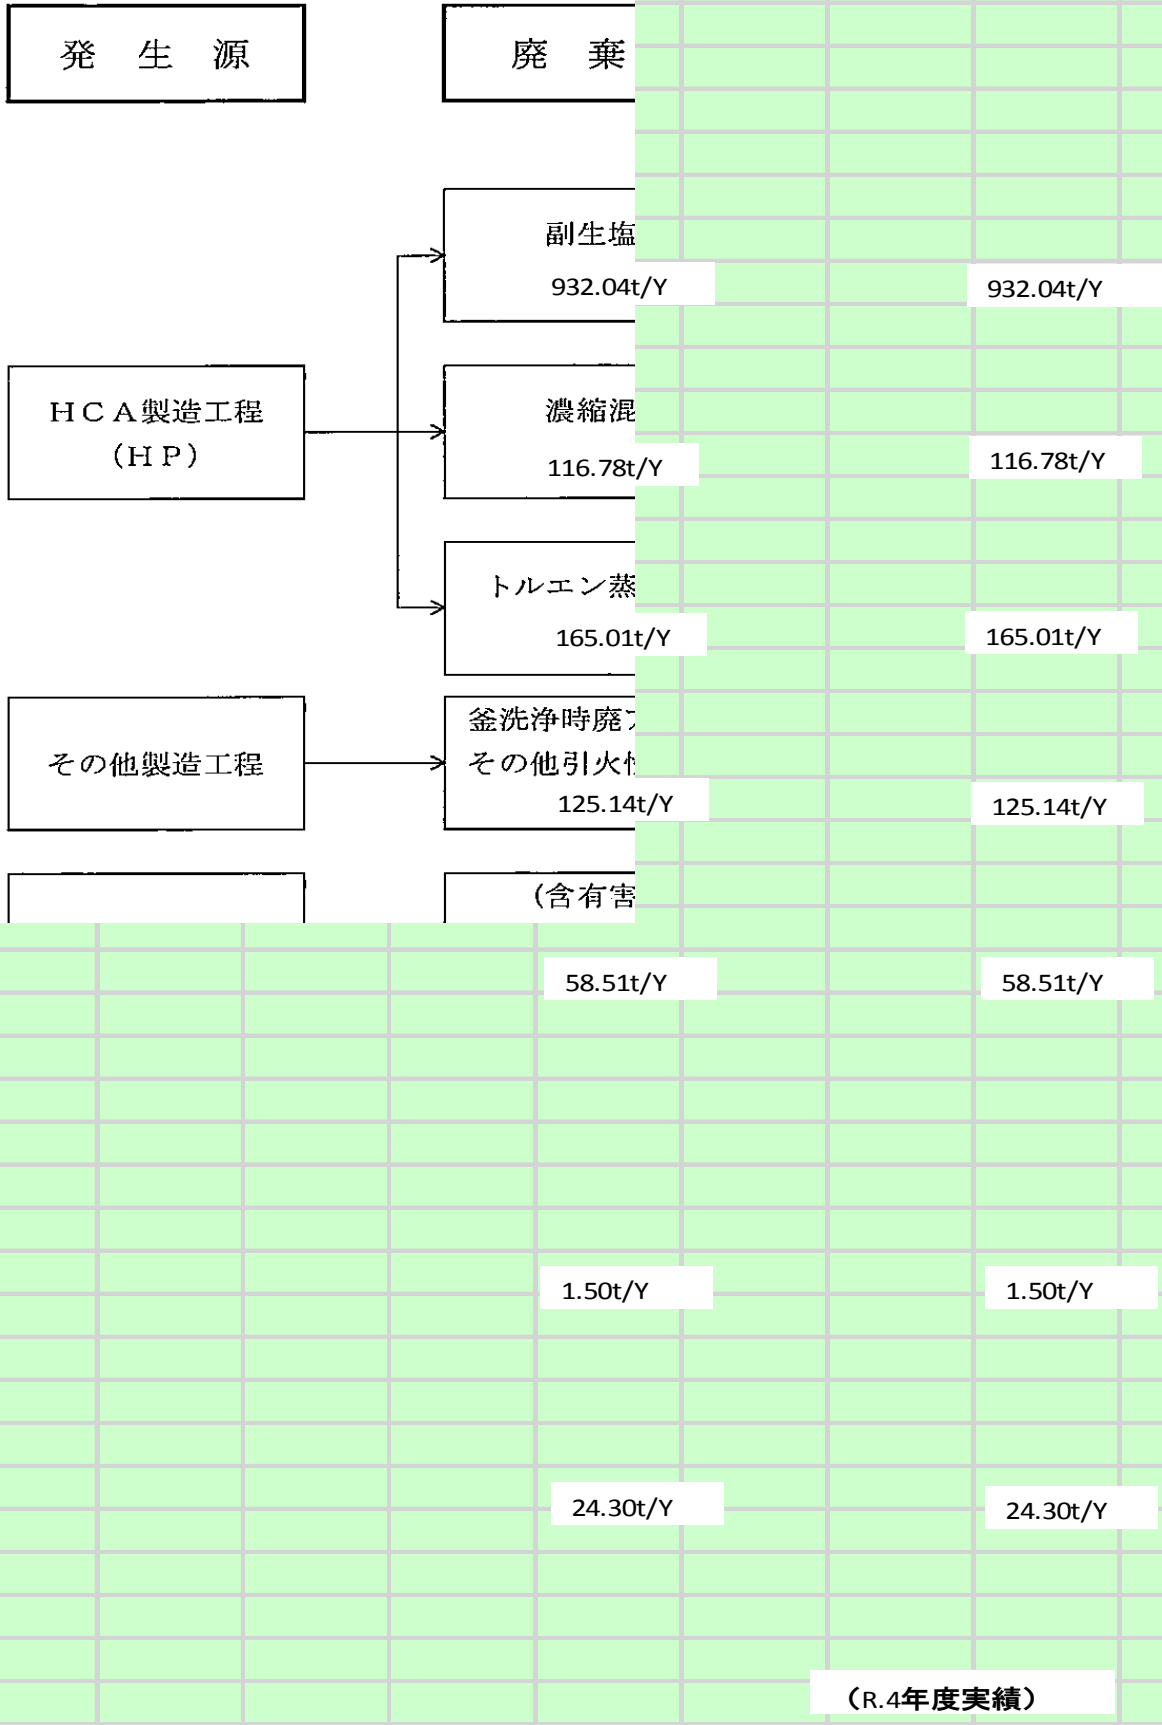 発 生 源
廃 棄
副生塩
932.04t/Y
932.04t/Y
HCA製造工程
(HP)
濃縮混
116.78t/Y
116.78t/Y
トルエン蒸
165.01t/Y
165.01t/Y
その他製造工程
釜洗浄時廃
その他引火性
125.14t/Y
125.14t/Y
(含有害
58.51t/Y
58.51t/Y
1.50t/Y
1.50t/Y
24.30t/Y
24.30t/Y
(R.4年度実績)